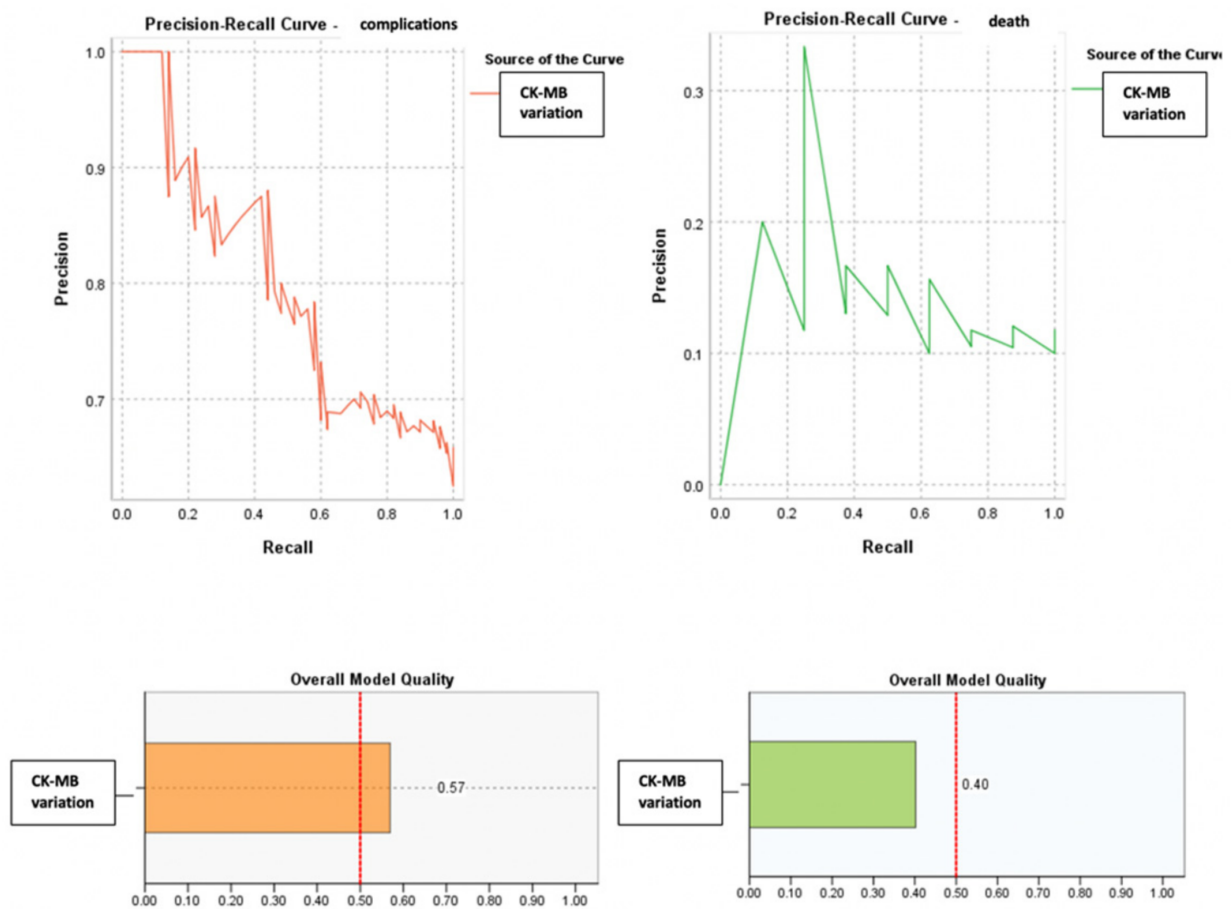 Precision-Recall Curve - complications
Source of the Curve
CK-MB
variation
1.0
0.9
0.8
0.7
Precision
0.0 0.2 0.4 0.6 0.8 1.0
Recall
Precision-Recall Curve - death
Source of the Curv
CK-MB
variation
0.3
0.2
0.1
0.0
Precision
0.0 0.2 0.4 0.6 0.8 1.0
Recall
Overall Model Quality
CK-MB
variation
0.57
0.00 0.10 0.20 0.30 0.40 0.50 0.60 0.70 0.80 0.90 1.00
Overall Model Quality
CK-MB
variation
0.40
0.00 0.10 0.20 0.30 0.40 0.50 0.60 0.70 0.80 0.90 1.00